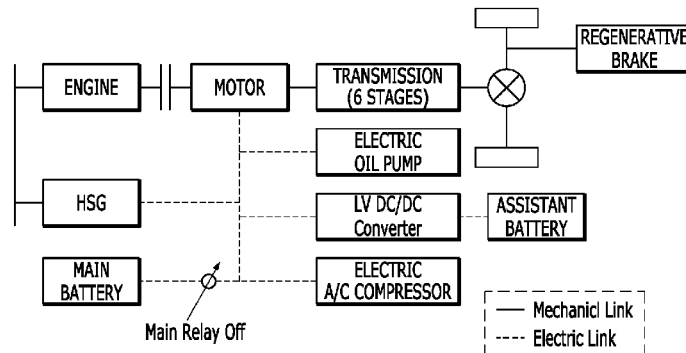 ENGINE
MOTOR
TRANSMISSION
(6 STAGES)
REGENERATIVE
BRAKE
ELECTRIC
OIL PUMP
HSG
LV DC/DC
Converter
ASSISTANT
BATTERY
MAIN
BATTERY
ELECTRIC
A/C COMPRESSOR
Main Relay Off
Mechanicl Link
Electric Link